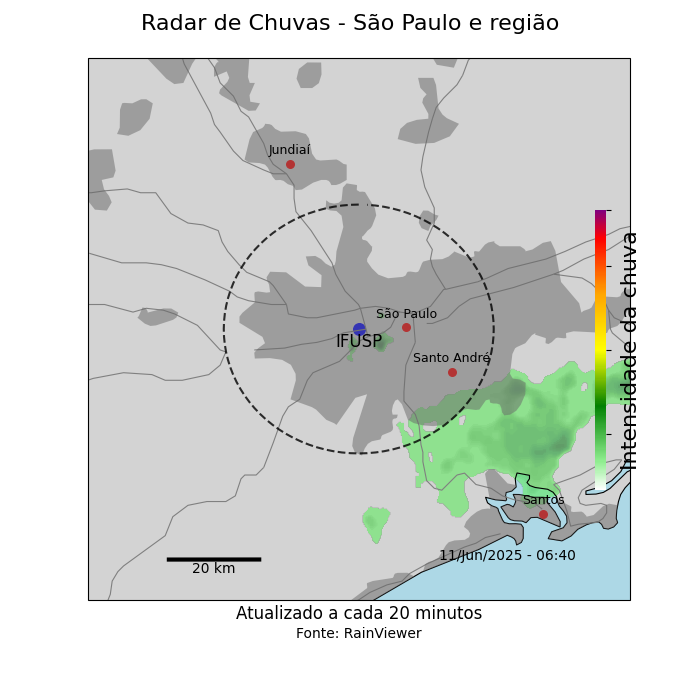 Radar de Chuvas - São Paulo e região
Jundiaí
São Paulo
IFUSP
Santo André
Intensidade da chuva
Santos
11/Jun/2025 - 06:40
20 km
Atualizado a cada 20 minutos
Fonte: RainViewer